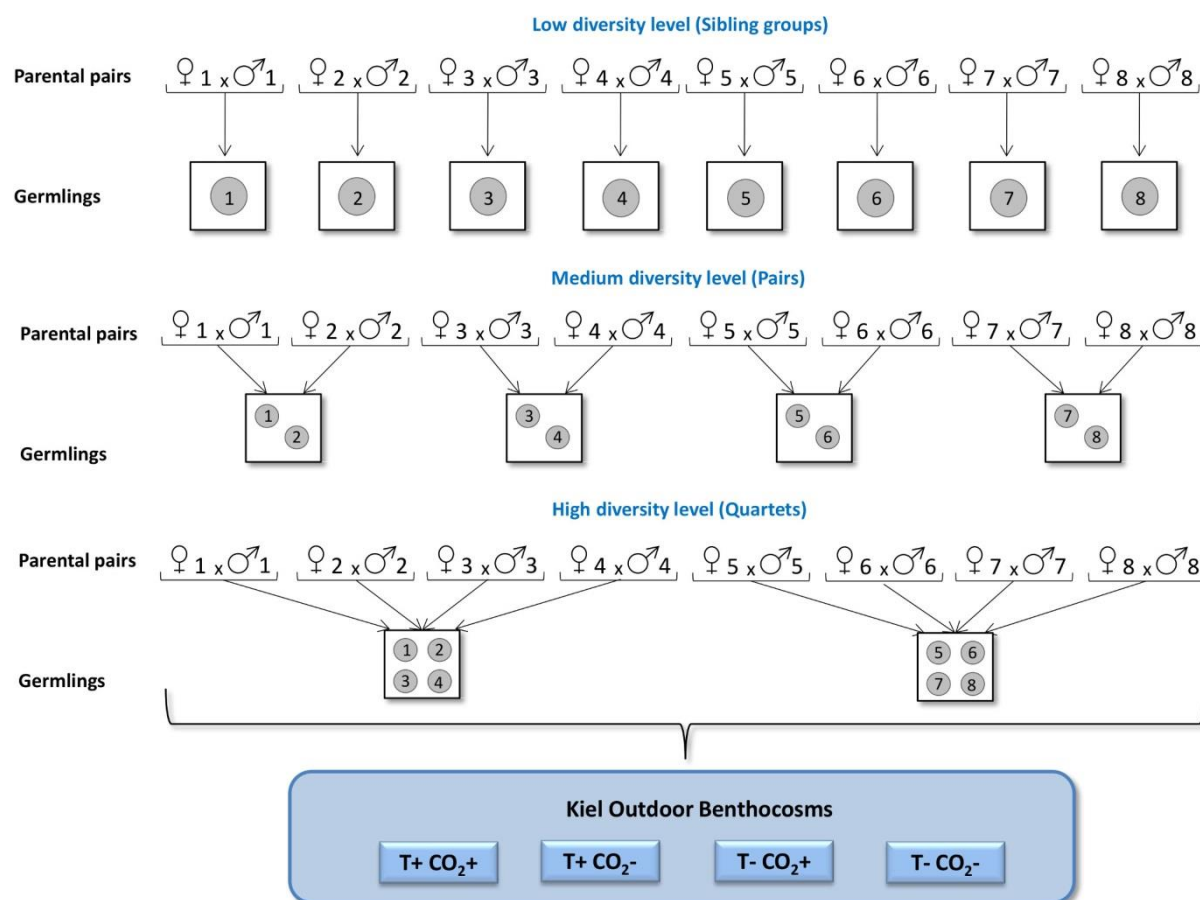 Low diversity level (Sibling groups)
Parental pairs ♀ 1 x ♂ 1 ♀ 2 x ♂ 2 ♀ 3 x ♂ 3 ♀ 4 x ♂ 4 ♀ 5 x ♂ 5 ♀ 6 x ♂ 6 ♀ 7 x ♂ 7 ♀ 8 x ♂ 8
Germlings 1 2 3 4 5 6 7 8
Medium diversity level (Pairs)
Parental pairs ♀ 1 x ♂ 1 ♀ 2 x ♂ 2 ♀ 3 x ♂ 3 ♀ 4 x ♂ 4 ♀ 5 x ♂ 5 ♀ 6 x ♂ 6 ♀ 7 x ♂ 7 ♀ 8 x ♂ 8
1 3 5 7
2 4 6 8
Germlings
High diversity level (Quartets)
Parental pairs ♀ 1 x ♂ 1 ♀ 2 x ♂ 2 ♀ 3 x ♂ 3 ♀ 4 x ♂ 4 ♀ 5 x ♂ 5 ♀ 6 x ♂ 6 ♀ 7 x ♂ 7 ♀ 8 x ♂ 8
1 2 5 6
Germlings 3 4 7 8
Kiel Outdoor Benthocosms
T+ CO₂+ T+ CO₂- T- CO₂+ T- CO₂-